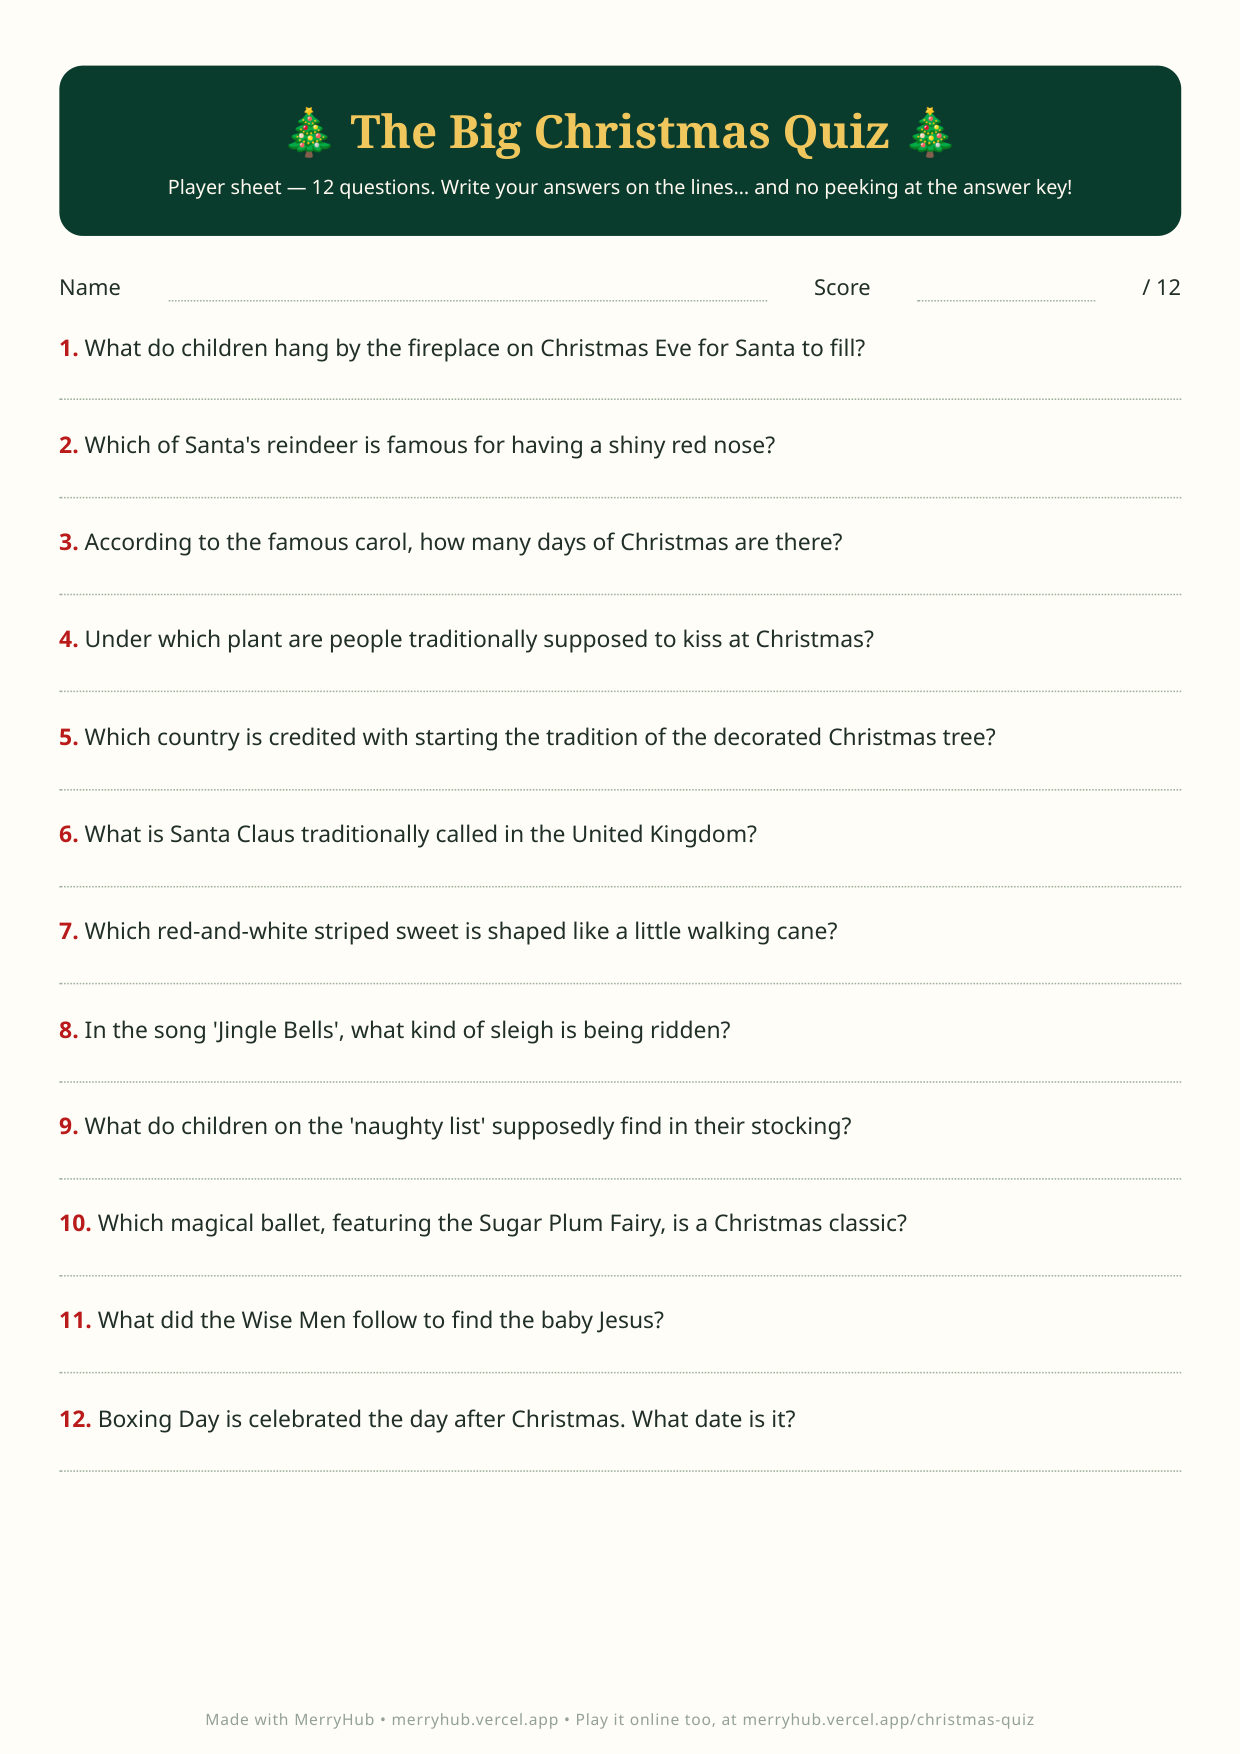 🎄 The Big Christmas Quiz 🎄
Player sheet — 12 questions. Write your answers on the lines... and no peeking at the answer key!
Name Score / 12
1. What do children hang by the fireplace on Christmas Eve for Santa to fill?
2. Which of Santa's reindeer is famous for having a shiny red nose?
3. According to the famous carol, how many days of Christmas are there?
4. Under which plant are people traditionally supposed to kiss at Christmas?
5. Which country is credited with starting the tradition of the decorated Christmas tree?
6. What is Santa Claus traditionally called in the United Kingdom?
7. Which red-and-white striped sweet is shaped like a little walking cane?
8. In the song 'Jingle Bells', what kind of sleigh is being ridden?
9. What do children on the 'naughty list' supposedly find in their stocking?
10. Which magical ballet, featuring the Sugar Plum Fairy, is a Christmas classic?
11. What did the Wise Men follow to find the baby Jesus?
12. Boxing Day is celebrated the day after Christmas. What date is it?
Made with MerryHub • merryhub.vercel.app • Play it online too, at merryhub.vercel.app/christmas-quiz